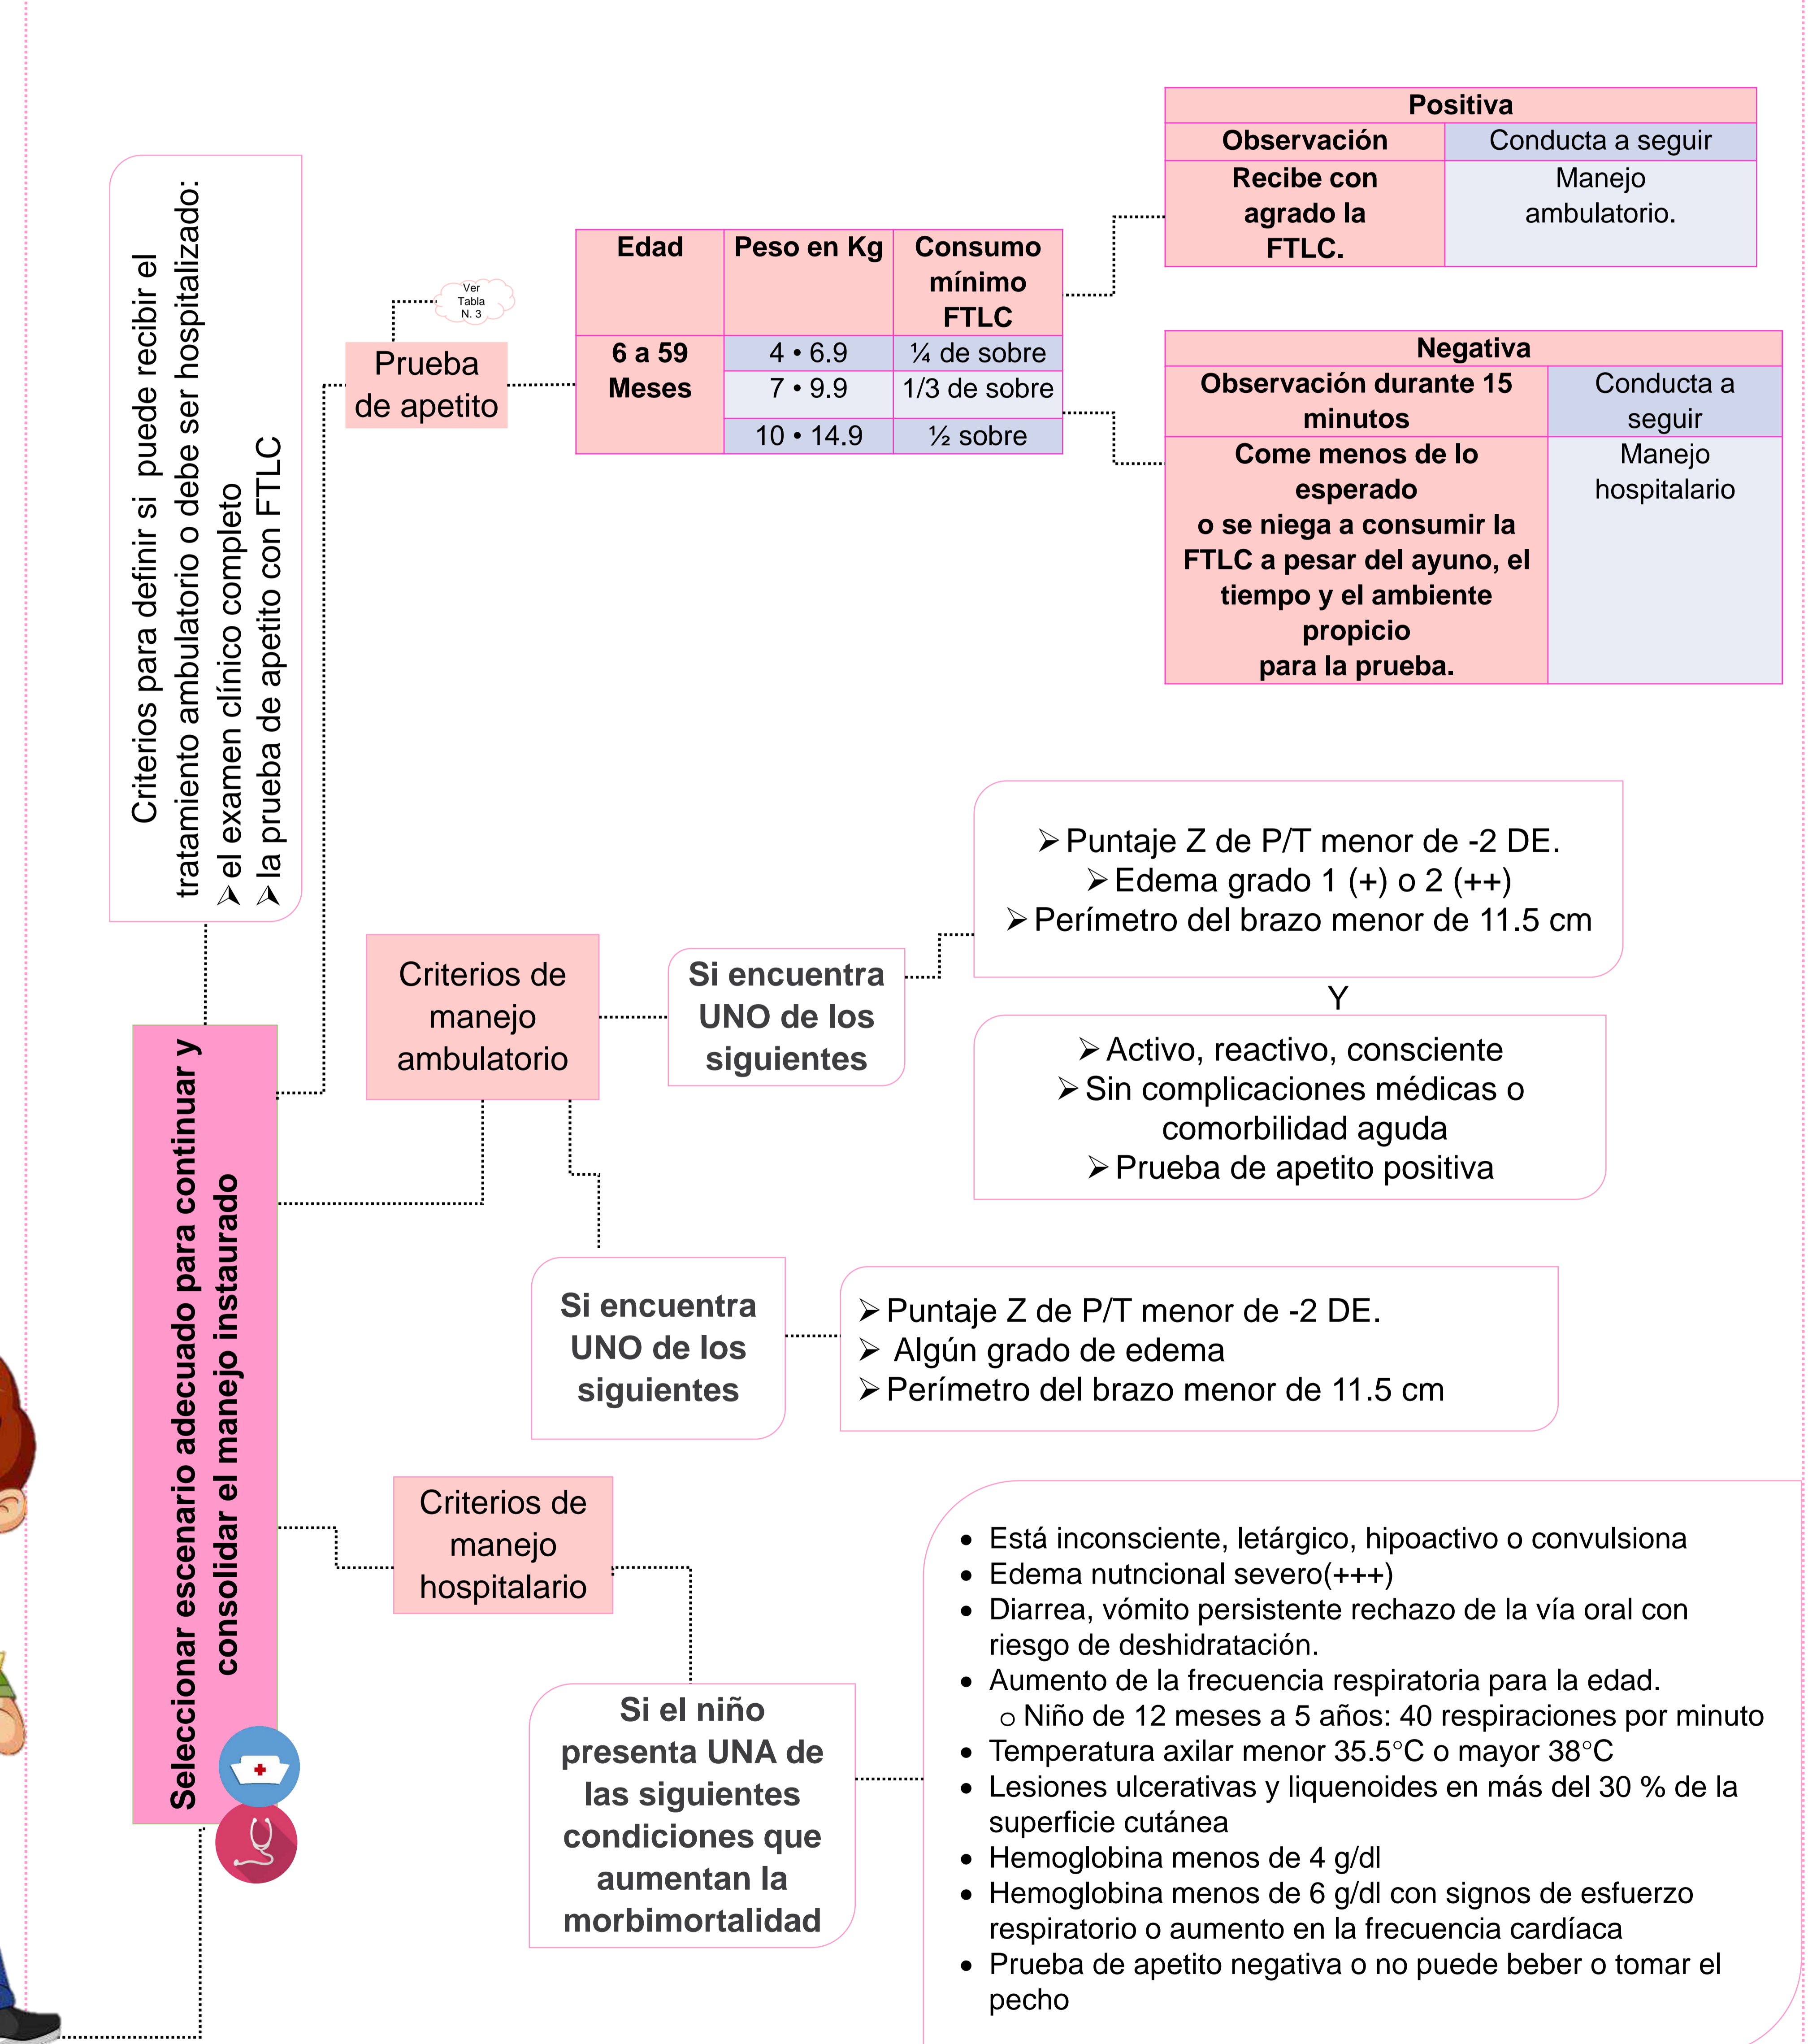 Criterios para definir si puede recibir el
tratamiento ambulatorio o debe ser hospitalizado:
➢ el examen clínico completo
➢ la prueba de apetito con FTLC
Seleccionar escenario adecuado para continuar y
consolidar el manejo instaurado
Ver
Tabla
N. 3
Prueba
de apetito
Edad Peso en Kg Consumo
mínimo
FTLC
6 a 59 4 • 6.9 ¼ de sobre
Meses 7 • 9.9 1/3 de sobre
10 • 14.9 ½ sobre
Positiva
Observación Conducta a seguir
Recibe con Manejo
agrado la ambulatorio.
FTLC.
Negativa
Observación durante 15 Conducta a
minutos seguir
Come menos de lo Manejo
esperado hospitalario
o se niega a consumir la
FTLC a pesar del ayuno, el
tiempo y el ambiente
propicio
para la prueba.
Criterios de
manejo
ambulatorio
Si encuentra
UNO de los
siguientes
➢ Puntaje Z de P/T menor de -2 DE.
➢ Edema grado 1 (+) o 2 (++)
➢ Perímetro del brazo menor de 11.5 cm
Y
➢ Activo, reactivo, consciente
➢ Sin complicaciones médicas o
comorbilidad aguda
➢ Prueba de apetito positiva
Si encuentra
UNO de los
siguientes
➢ Puntaje Z de P/T menor de -2 DE.
➢ Algún grado de edema
➢ Perímetro del brazo menor de 11.5 cm
Criterios de
manejo
hospitalario
Si el niño
presenta UNA de
las siguientes
condiciones que
aumentan la
morbimortalidad
• Está inconsciente, letárgico, hipoactivo o convulsiona
• Edema nutncional severo(+++)
• Diarrea, vómito persistente rechazo de la vía oral con
riesgo de deshidratación.
• Aumento de la frecuencia respiratoria para la edad.
o Niño de 12 meses a 5 años: 40 respiraciones por minuto
• Temperatura axilar menor 35.5°C o mayor 38°C
• Lesiones ulcerativas y liquenoides en más del 30 % de la
superficie cutánea
• Hemoglobina menos de 4 g/dl
• Hemoglobina menos de 6 g/dl con signos de esfuerzo
respiratorio o aumento en la frecuencia cardíaca
• Prueba de apetito negativa o no puede beber o tomar el
pecho